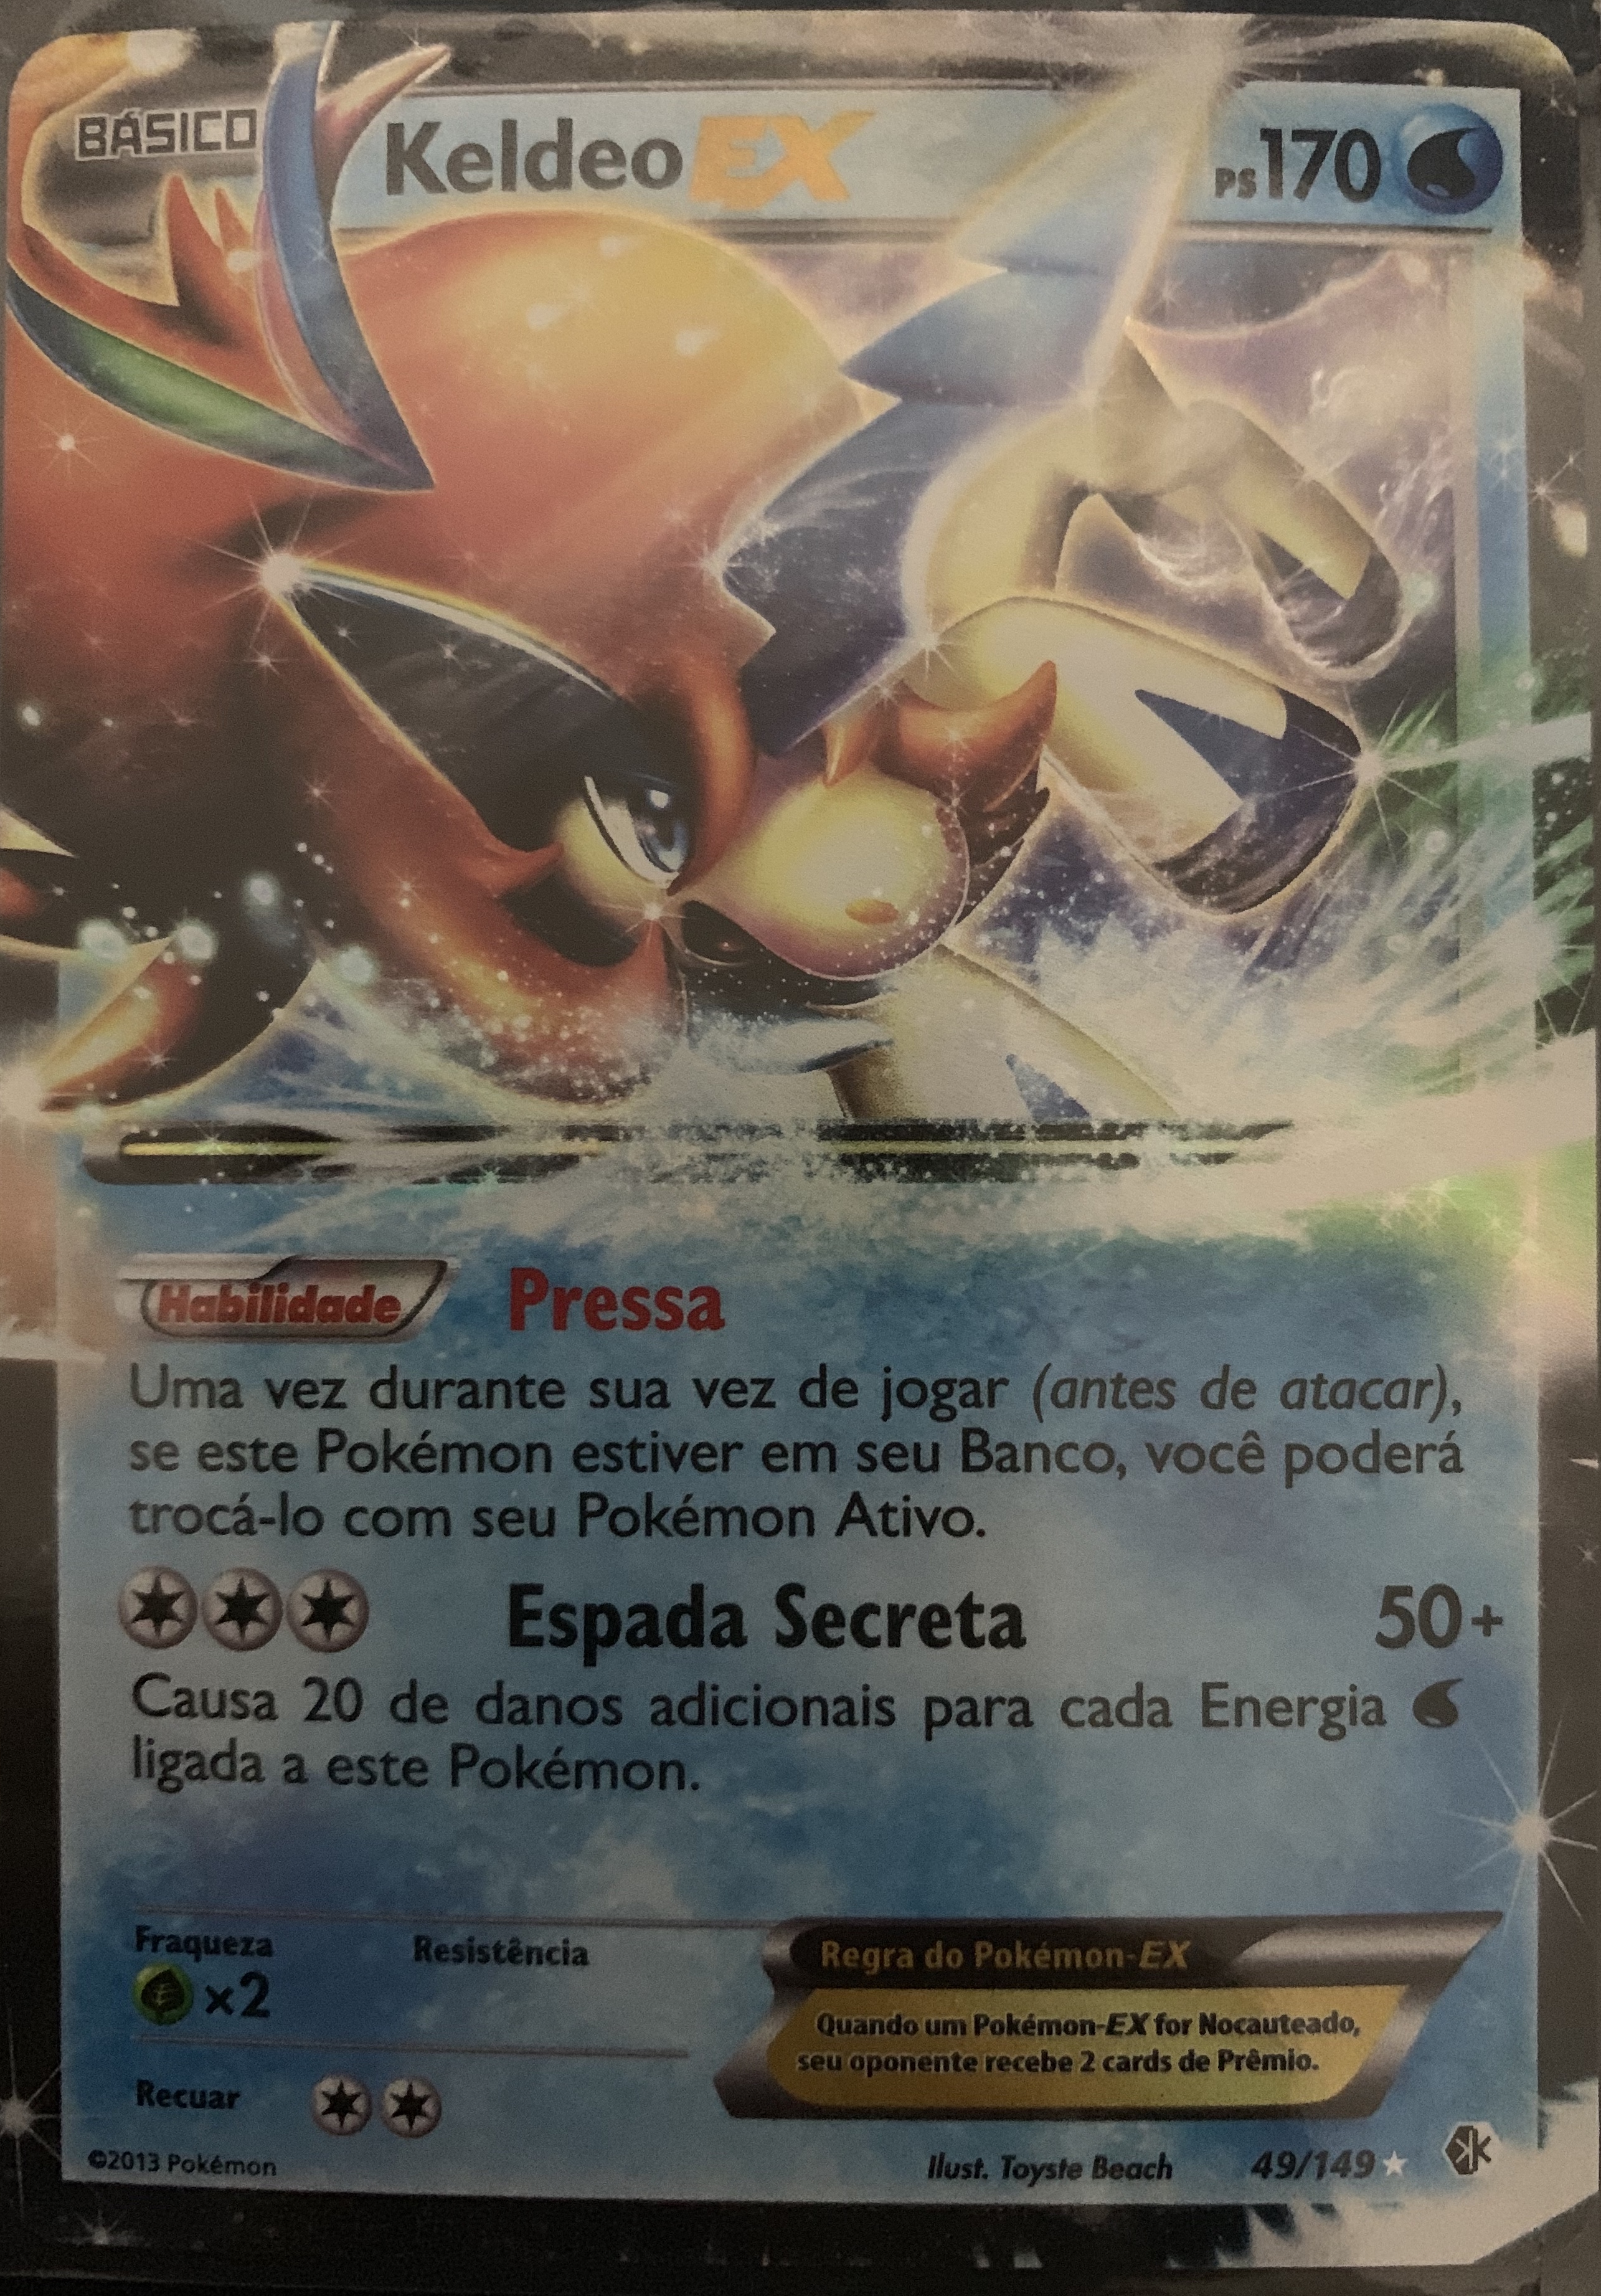 BÁSICO Keldeo EX PS170
Habilidade Pressa
Uma vez durante sua vez de jogar (antes de atacar),
se este Pokémon estiver em seu Banco, você poderá
trocá-lo com seu Pokémon Ativo.
Espada Secreta 50+
Causa 20 de danos adicionais para cada Energia
ligada a este Pokémon.
Fraqueza Resistência
x2
Regra do Pokémon-EX
Quando um Pokémon-EX for Nocauteado,
seu oponente recebe 2 cards de Prêmio.
Recuar
©2013 Pokémon Ilust. Toyste Beach 49/149